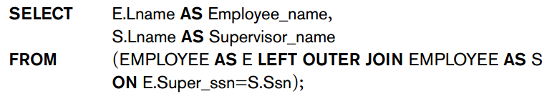 SELECT E.Lname AS Employee_name,
S.Lname AS Supervisor_name
FROM (EMPLOYEE AS E LEFT OUTER JOIN EMPLOYEE AS S
ON E.Super_ssn=S.Ssn);